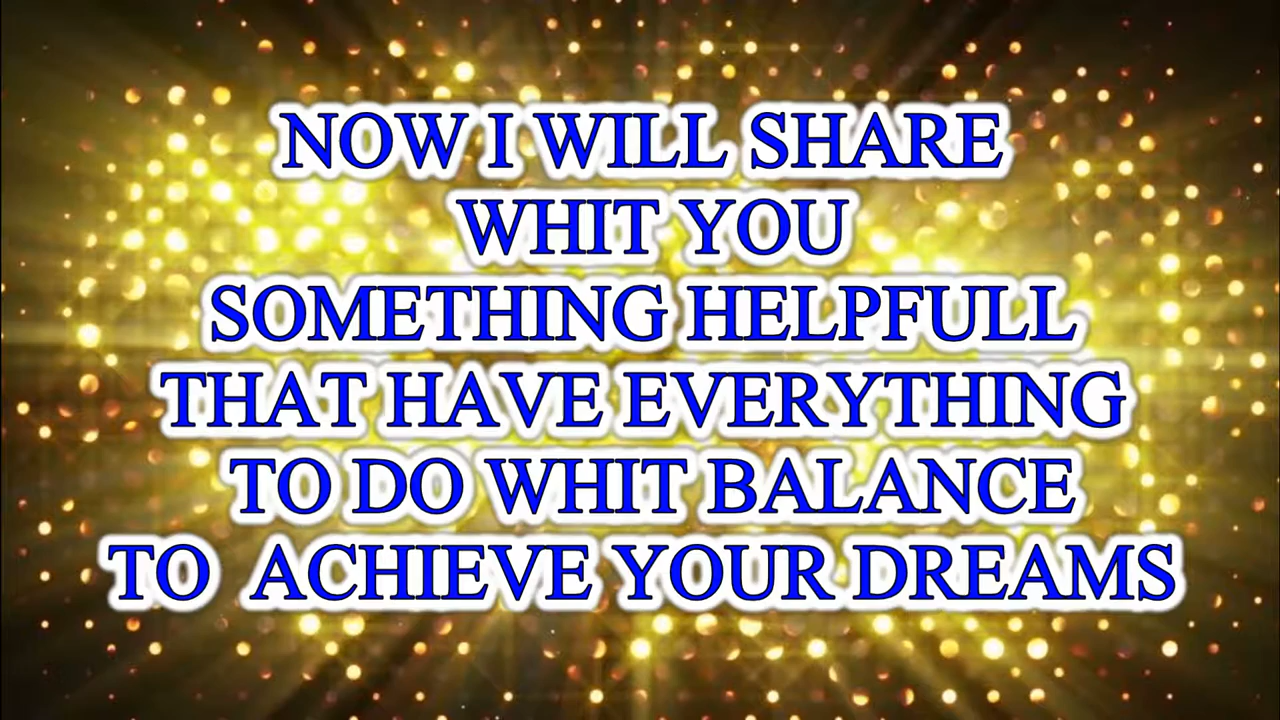 NOW I WILL SHARE
WHIT YOU
SOMETHING HELPFULL
THAT HAVE EVERYTHING
TO DO WHIT BALANCE
TO ACHIEVE YOUR DREAMS